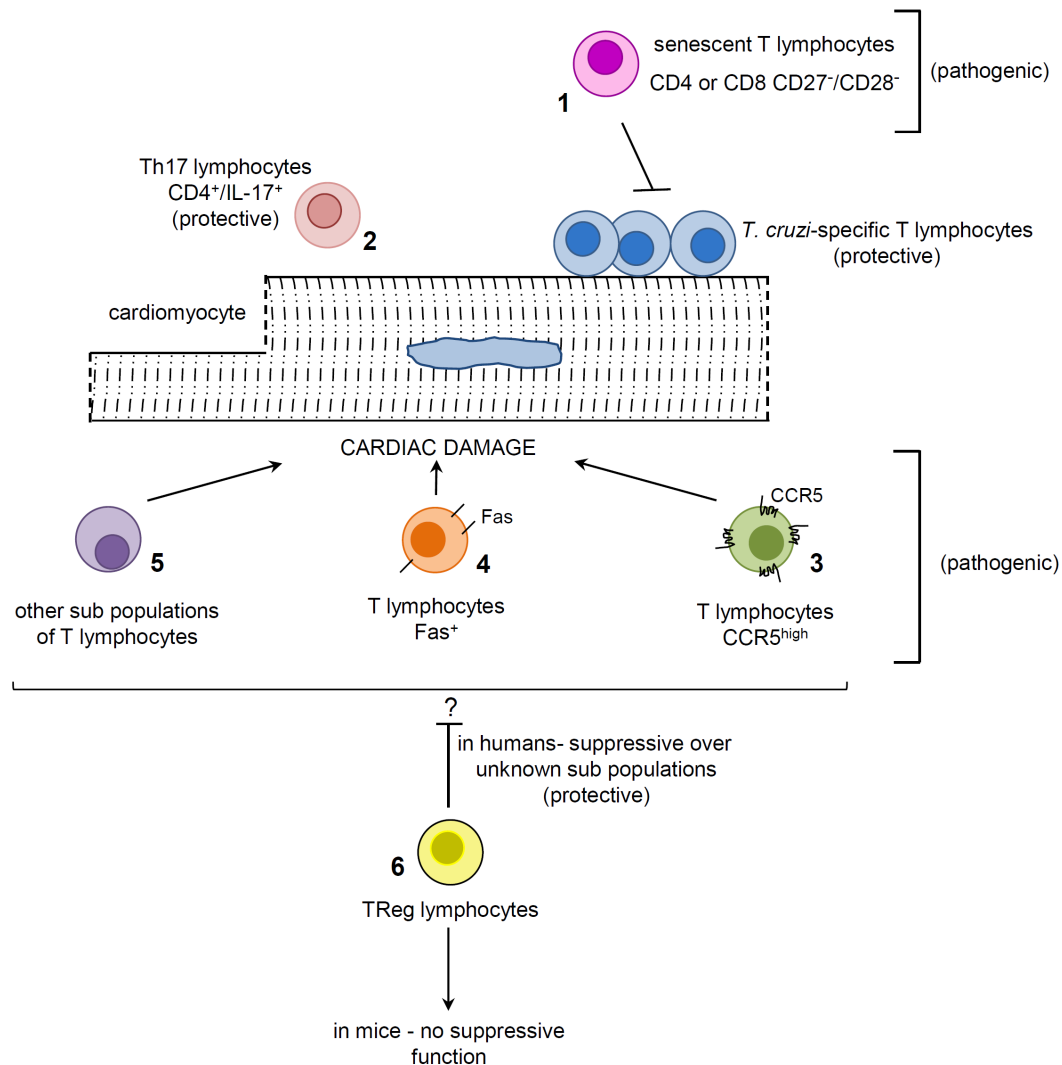 senescent T lymphocytes
CD4 or CD8 CD27⁻/CD28⁻
(pathogenic)
1
Th17 lymphocytes
CD4⁺/IL-17⁺
(protective)
2
T. cruzi-specific T lymphocytes
(protective)
cardiomyocyte
CARDIAC DAMAGE
5
other sub populations
of T lymphocytes
Fas
4
T lymphocytes
Fas⁺
CCR5
3
T lymphocytes
CCR5ʰⁱᵍʰ
(pathogenic)
?
in humans- suppressive over
unknown sub populations
(protective)
6
TReg lymphocytes
in mice - no suppressive
function